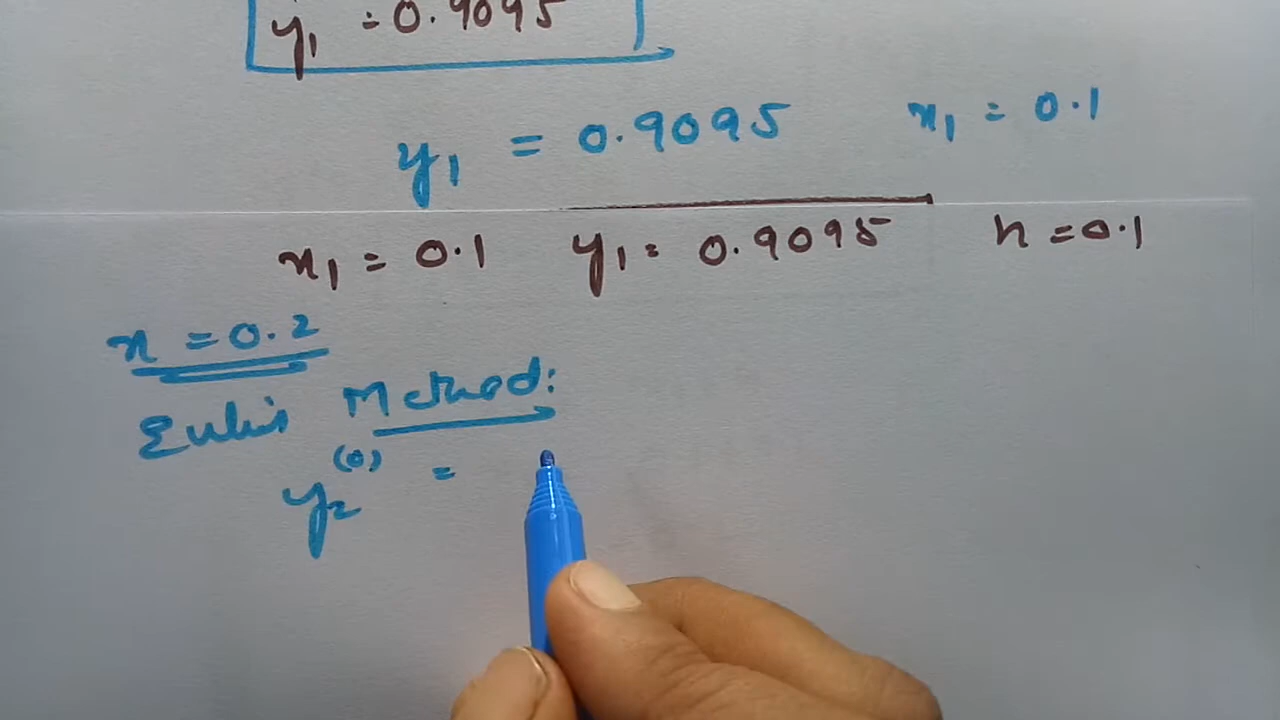 y₁ = 0.9095
y₁ = 0.9095 x₁ = 0.1
x₁ = 0.1 y₁ = 0.9095 h = 0.1
x = 0.2
Euler's Method:
y₂⁽⁰⁾ =